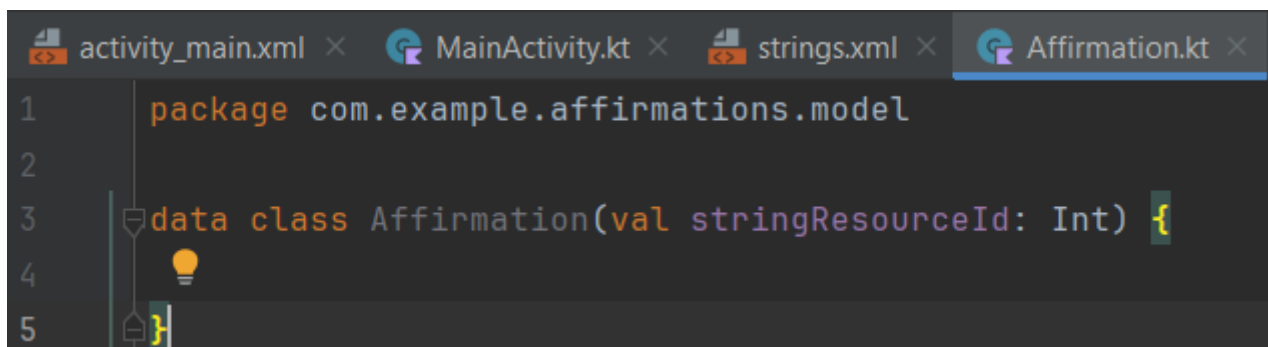 activity_main.xml × MainActivity.kt × strings.xml × Affirmation.kt ×
1 package com.example.affirmations.model
2
3 data class Affirmation(val stringResourceId: Int) {
4
5 }